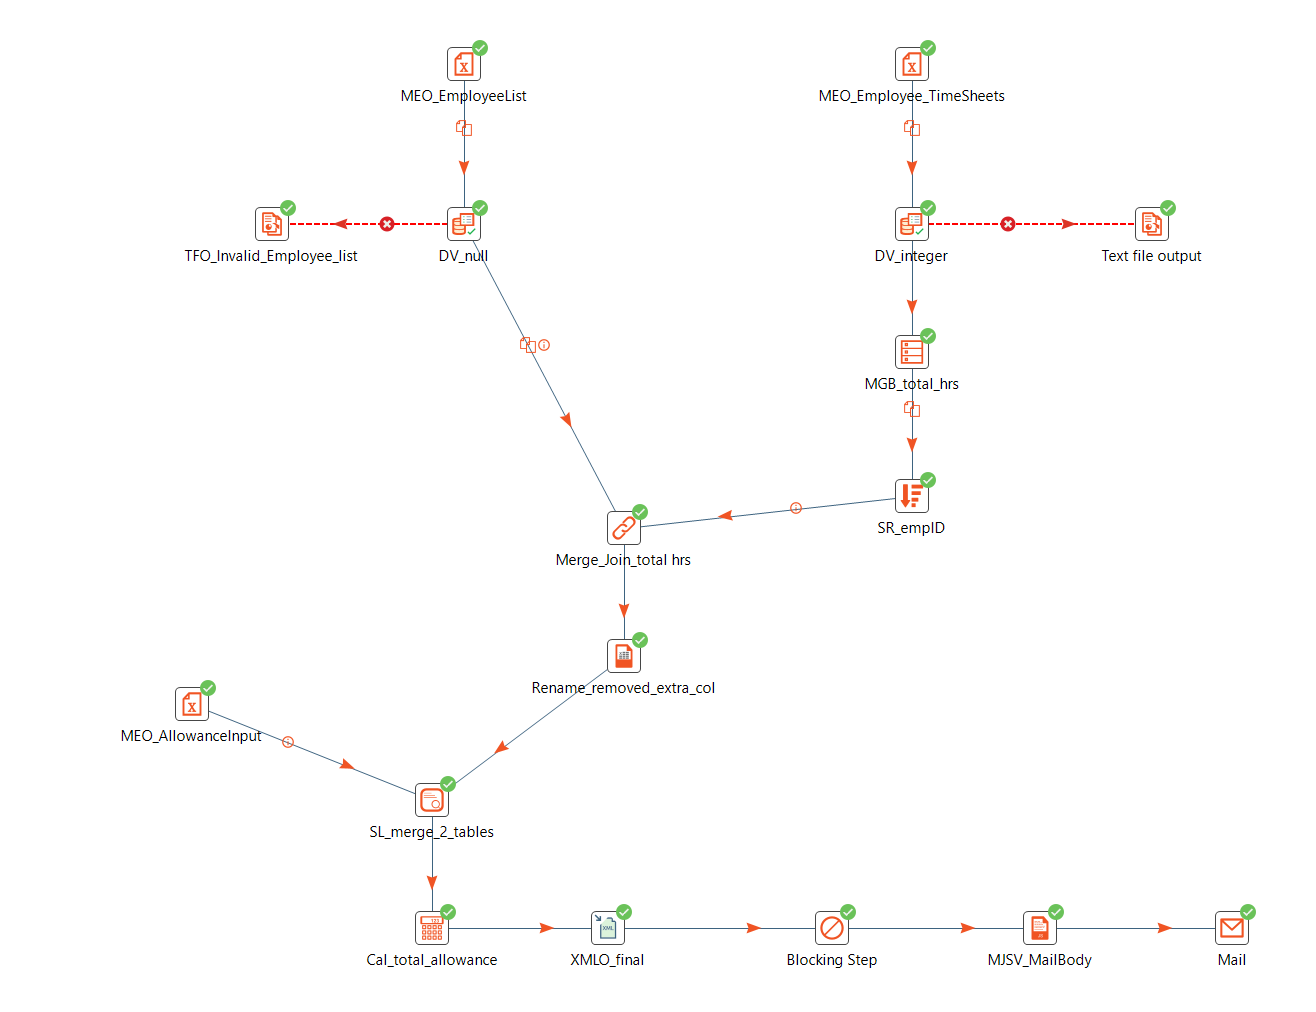 MEO_EmployeeList
MEO_Employee_TimeSheets
TFO_Invalid_Employee_list
DV_null
DV_integer
Text file output
MGB_total_hrs
SR_empID
Merge_Join_total hrs
Rename_removed_extra_col
MEO_AllowanceInput
SL_merge_2_tables
Cal_total_allowance
XMLO_final
Blocking Step
MJSV_MailBody
Mail